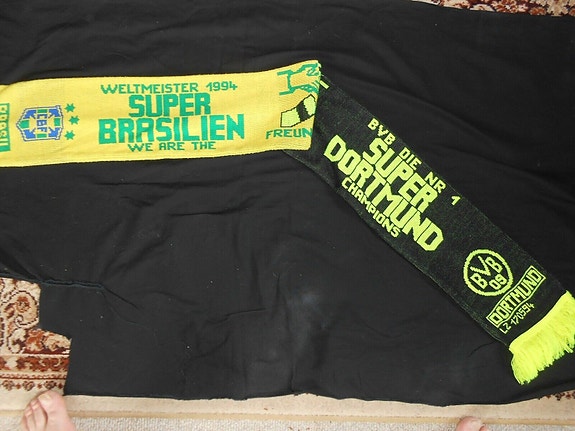 Brasil
CBF
WELTMEISTER 1994
SUPER
BRASILIEN
WE ARE THE
FREUN
BVB DIE NR 1
SUPER
DORTMUND
CHAMPIONS
BVB
09
DORTMUND